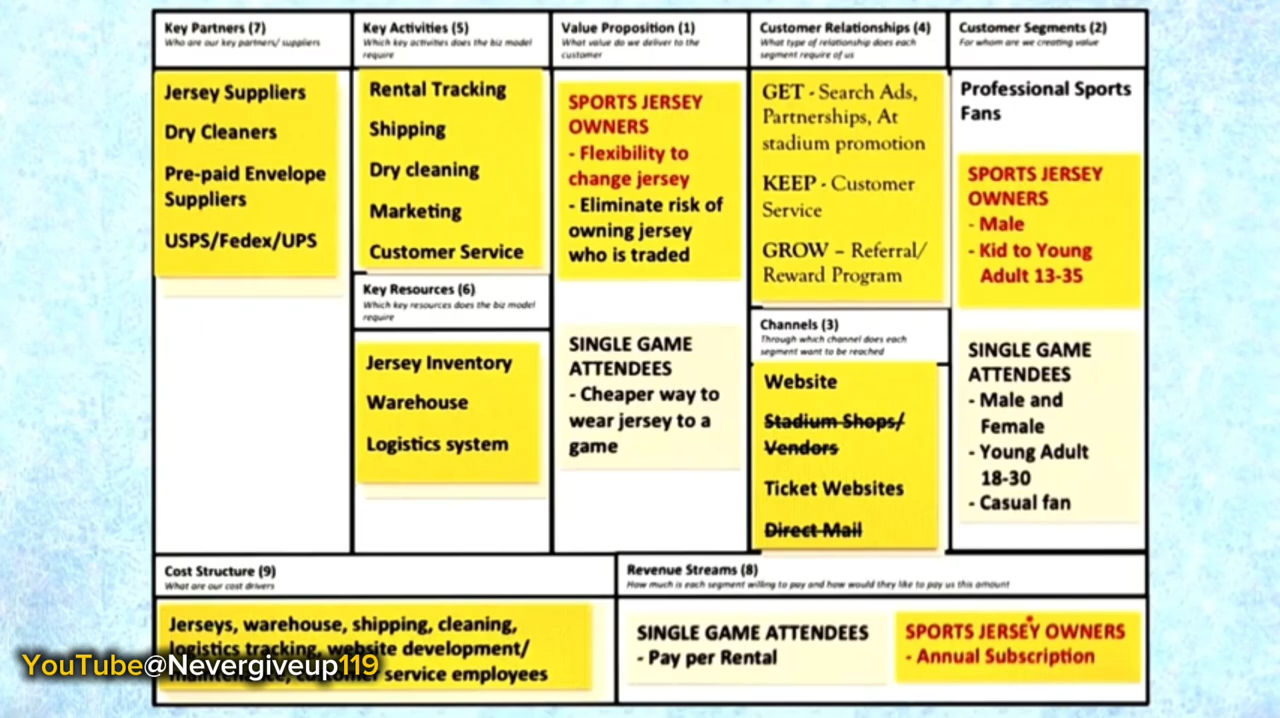 Key Partners (7)
Who are our key partners/ suppliers
Jersey Suppliers
Dry Cleaners
Pre-paid Envelope
Suppliers
USPS/Fedex/UPS
Key Activities (5)
Which key activities does the biz model
require
Rental Tracking
Shipping
Dry cleaning
Marketing
Customer Service
Key Resources (6)
Which key resources does the biz model
require
Jersey Inventory
Warehouse
Logistics system
Value Proposition (1)
What value do we deliver to the
customer
SPORTS JERSEY
OWNERS
- Flexibility to
change jersey
- Eliminate risk of
owning jersey
who is traded
SINGLE GAME
ATTENDEES
- Cheaper way to
wear jersey to a
game
Customer Relationships (4)
What type of relationship does each
segment require of us
GET - Search Ads,
Partnerships, At
stadium promotion
KEEP - Customer
Service
GROW – Referral/
Reward Program
Channels (3)
Through which channel does each
segment want to be reached
Website
Stadium Shops/
Vendors
Ticket Websites
Direct Mail
Customer Segments (2)
For whom are we creating value
Professional Sports
Fans
SPORTS JERSEY
OWNERS
- Male
- Kid to Young
Adult 13-35
SINGLE GAME
ATTENDEES
- Male and
Female
- Young Adult
18-30
- Casual fan
Cost Structure (9)
What are our cost drivers
Jerseys, warehouse, shipping, cleaning,
logistics tracking, website development/
service employees
Revenue Streams (8)
How much is each segment willing to pay and how would they like to pay us this amount
SINGLE GAME ATTENDEES
- Pay per Rental
SPORTS JERSEY OWNERS
- Annual Subscription
YouTube@Nevergiveup119